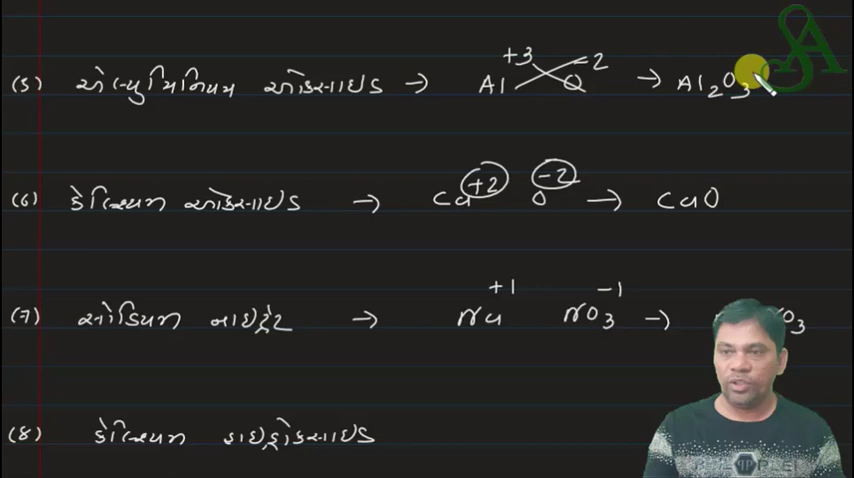 (5) એલ્યુમિનિયમ ઓક્સાઇડ → Al +3 O -2 → Al2O3
(6) કેલ્શિયમ ઓક્સાઇડ → Ca +2 O -2 → CaO
(7) સોડિયમ નાઇટ્રેટ → Na +1 NO3 -1 → O3
(8) કેલ્શિયમ હાઇડ્રોક્સાઇડ